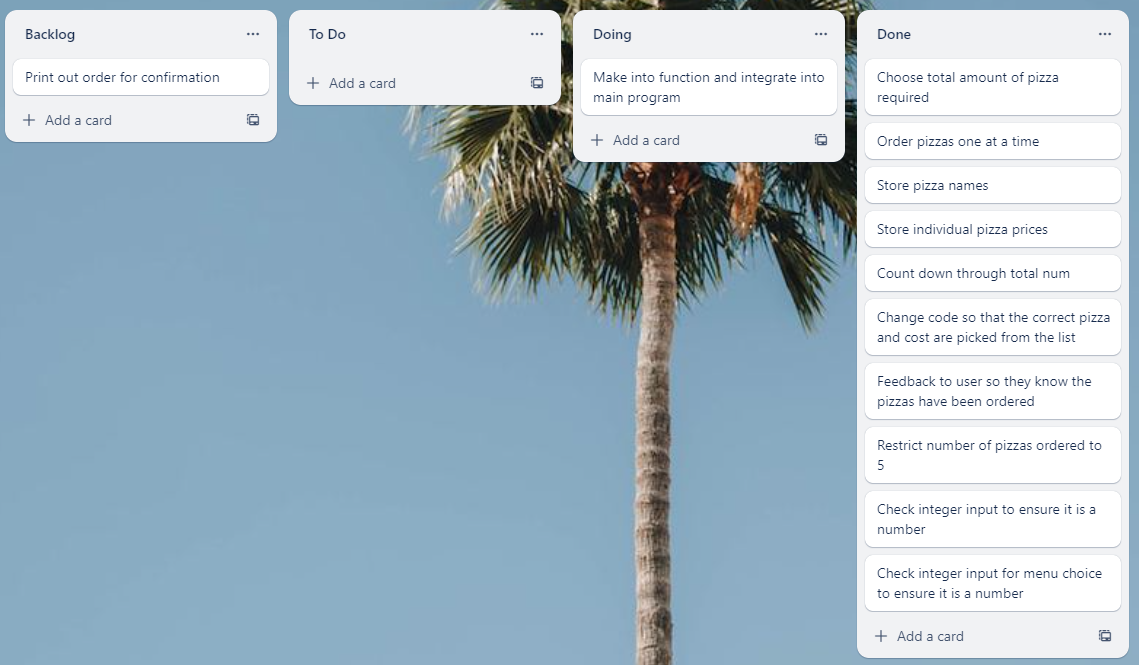 Backlog
Print out order for confirmation
Add a card
To Do
Add a card
Doing
Make into function and integrate into
main program
Add a card
Done
Choose total amount of pizza
required
Order pizzas one at a time
Store pizza names
Store individual pizza prices
Count down through total num
Change code so that the correct pizza
and cost are picked from the list
Feedback to user so they know the
pizzas have been ordered
Restrict number of pizzas ordered to
5
Check integer input to ensure it is a
number
Check integer input for menu choice
to ensure it is a number
Add a card